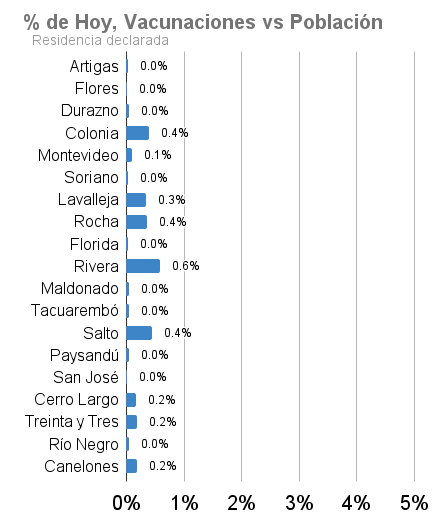 % de Hoy, Vacunaciones vs Población
Residencia declarada
Artigas 0.0%
Flores 0.0%
Durazno 0.0%
Colonia 0.4%
Montevideo 0.1%
Soriano 0.0%
Lavalleja 0.3%
Rocha 0.4%
Florida 0.0%
Rivera 0.6%
Maldonado 0.0%
Tacuarembó 0.0%
Salto 0.4%
Paysandú 0.0%
San José 0.0%
Cerro Largo 0.2%
Treinta y Tres 0.2%
Río Negro 0.0%
Canelones 0.2%
0% 1% 2% 3% 4% 5%